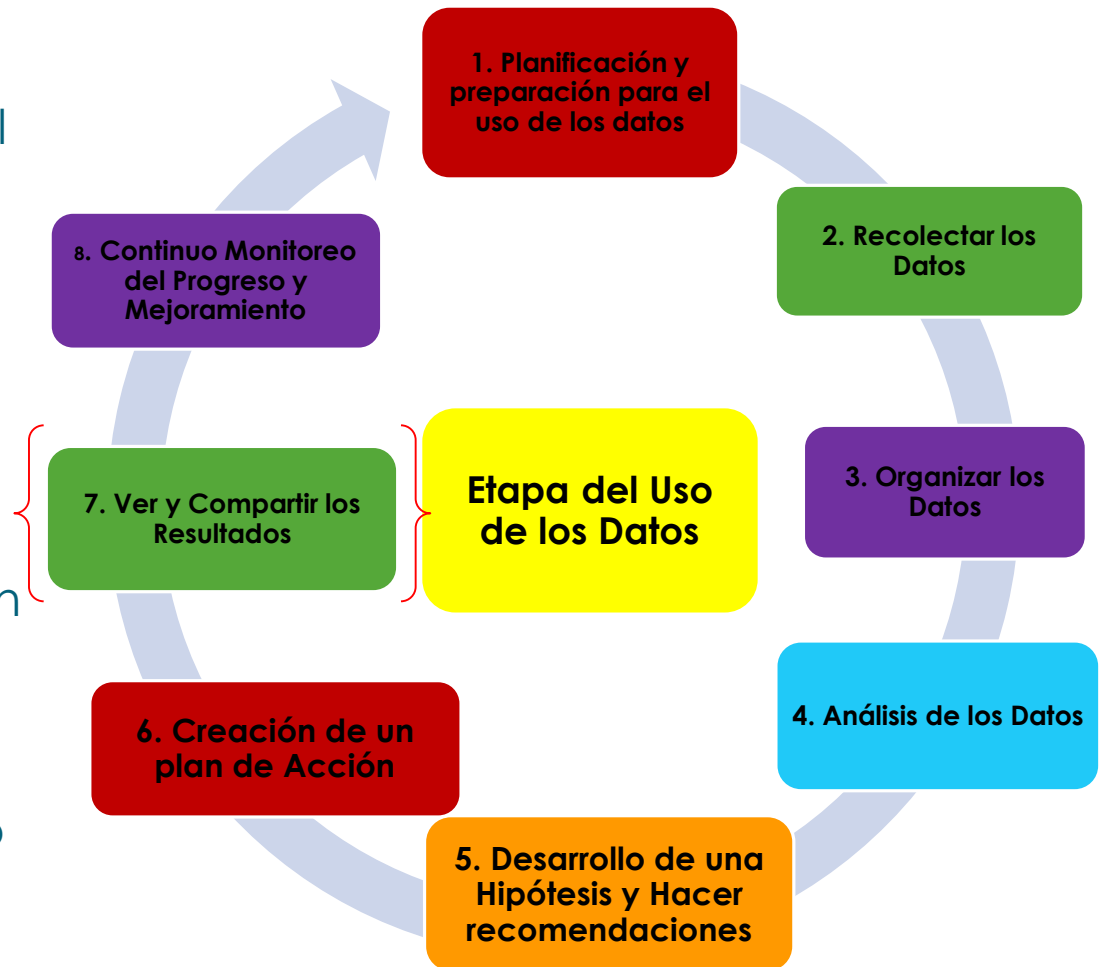 1. Planificación y
preparación para el
uso de los datos
2. Recolectar los
Datos
3. Organizar los
Datos
4. Análisis de los Datos
5. Desarrollo de una
Hipótesis y Hacer
recomendaciones
6. Creación de un
plan de Acción
7. Ver y Compartir los
Resultados
8. Continuo Monitoreo
del Progreso y
Mejoramiento
Etapa del Uso
de los Datos